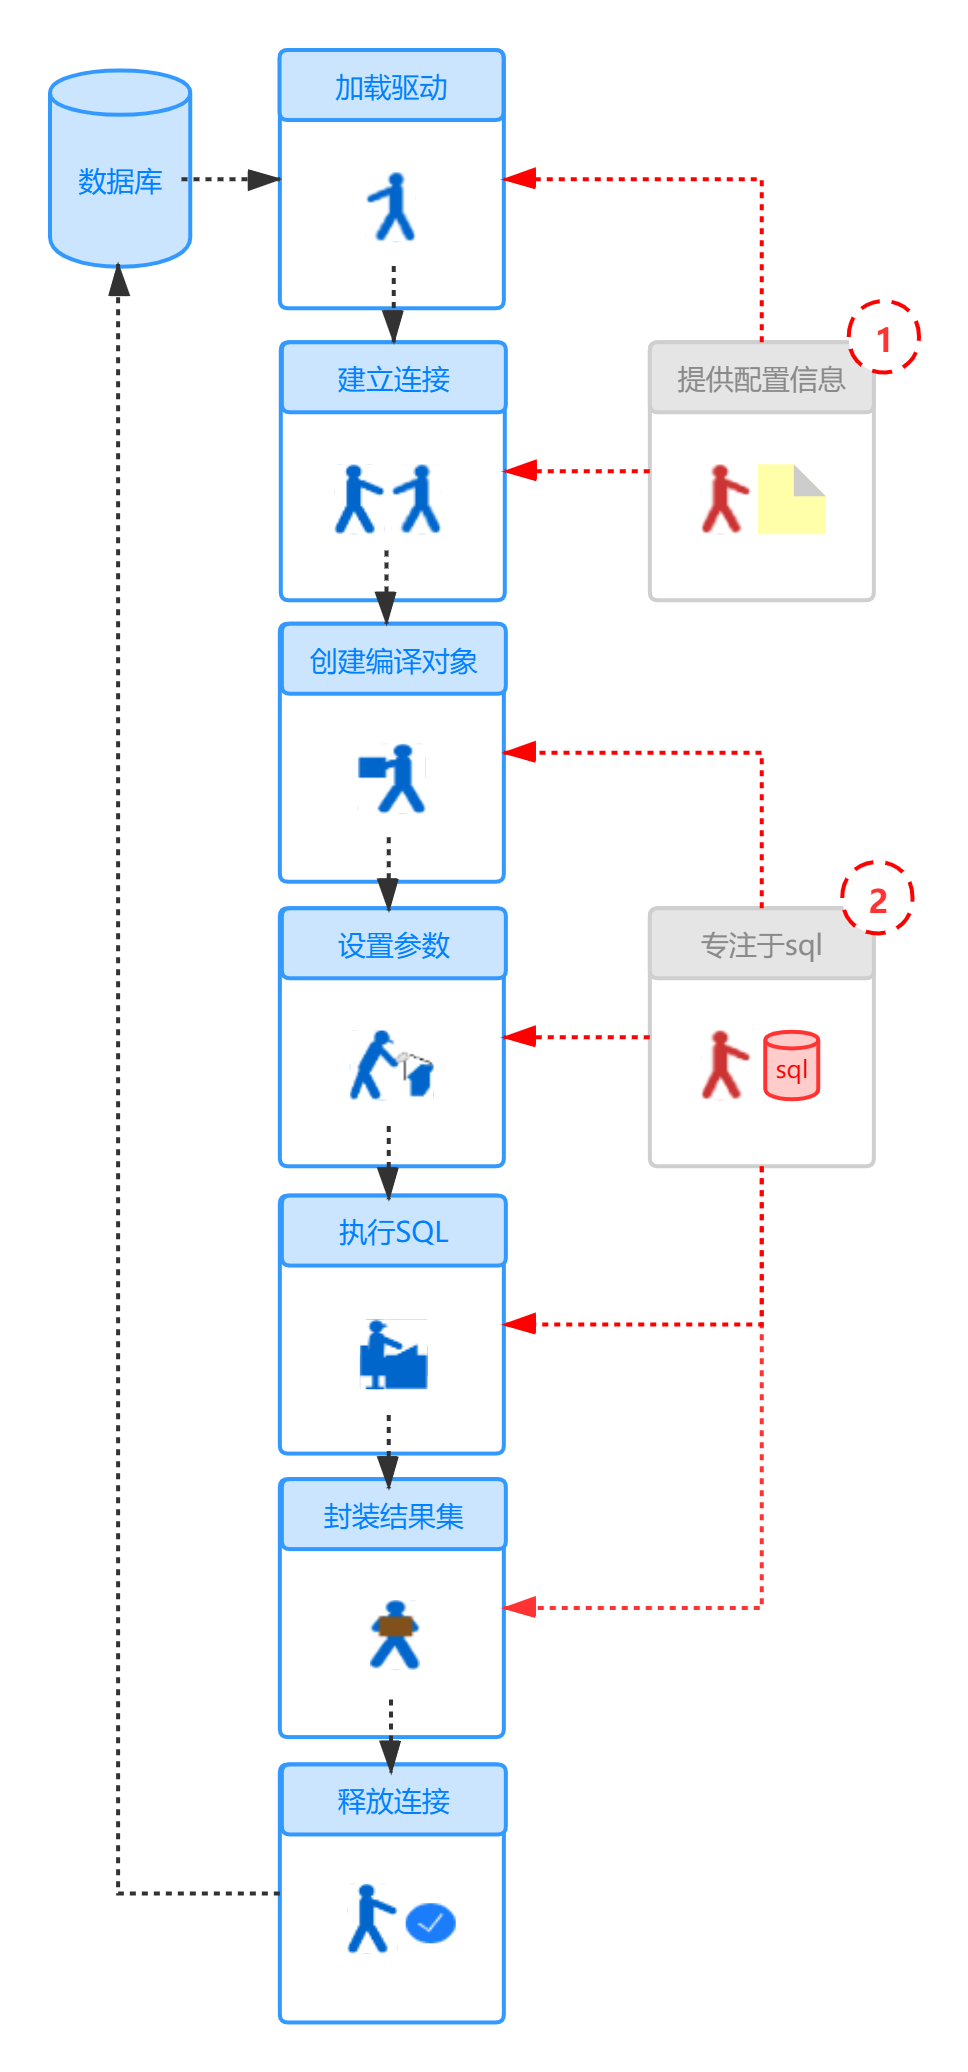 加载驱动
数据库
1
建立连接
提供配置信息
创建编译对象
2
设置参数
专注于sql
sql
执行SQL
封装结果集
释放连接